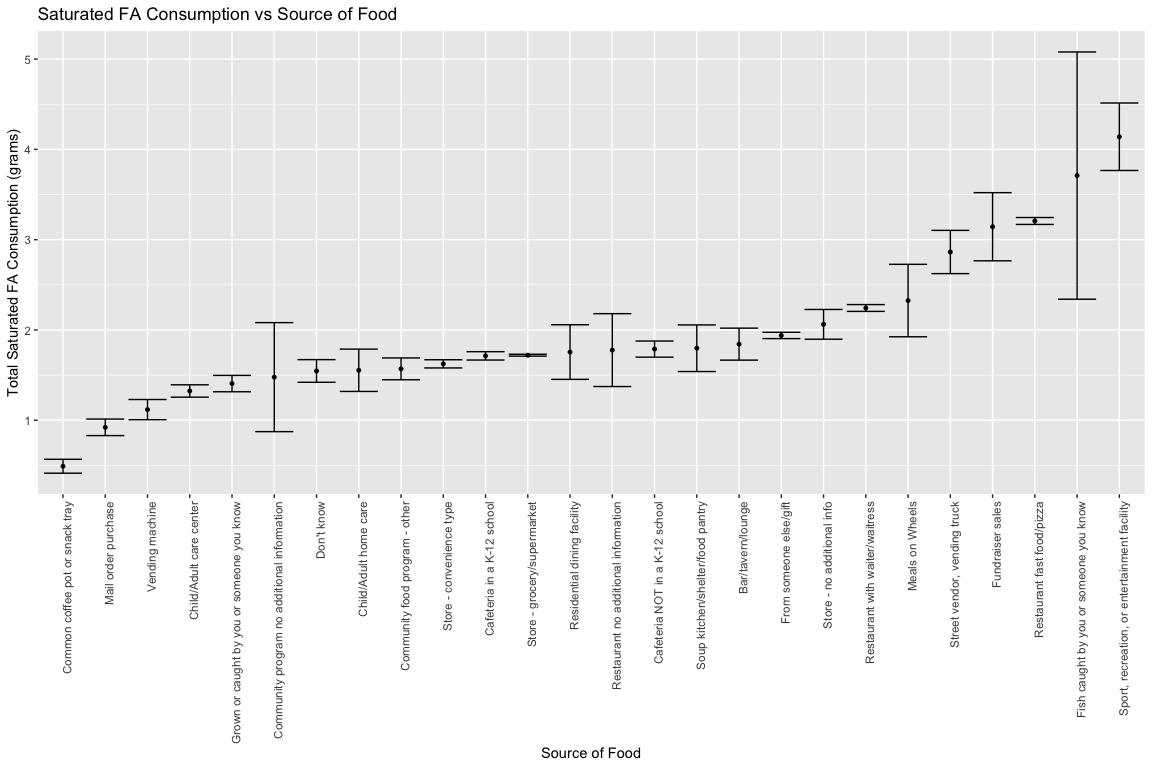 Saturated FA Consumption vs Source of Food
Total Saturated FA Consumption (grams)
5
4
3
2
1
Common coffee pot or snack tray
Mail order purchase
Vending machine
Child/Adult care center
Grown or caught by you or someone you know
Community program no additional information
Don't know
Child/Adult home care
Community food program - other
Store - convenience type
Cafeteria in a K-12 school
Store - grocery/supermarket
Residential dining facility
Restaurant no additional information
Cafeteria NOT in a K-12 school
Soup kitchen/shelter/food pantry
Bar/tavern/lounge
From someone else/gift
Store - no additional info
Restaurant with waiter/waitress
Meals on Wheels
Street vendor, vending truck
Fundraiser sales
Restaurant fast food/pizza
Fish caught by you or someone you know
Sport, recreation, or entertainment facility
Source of Food